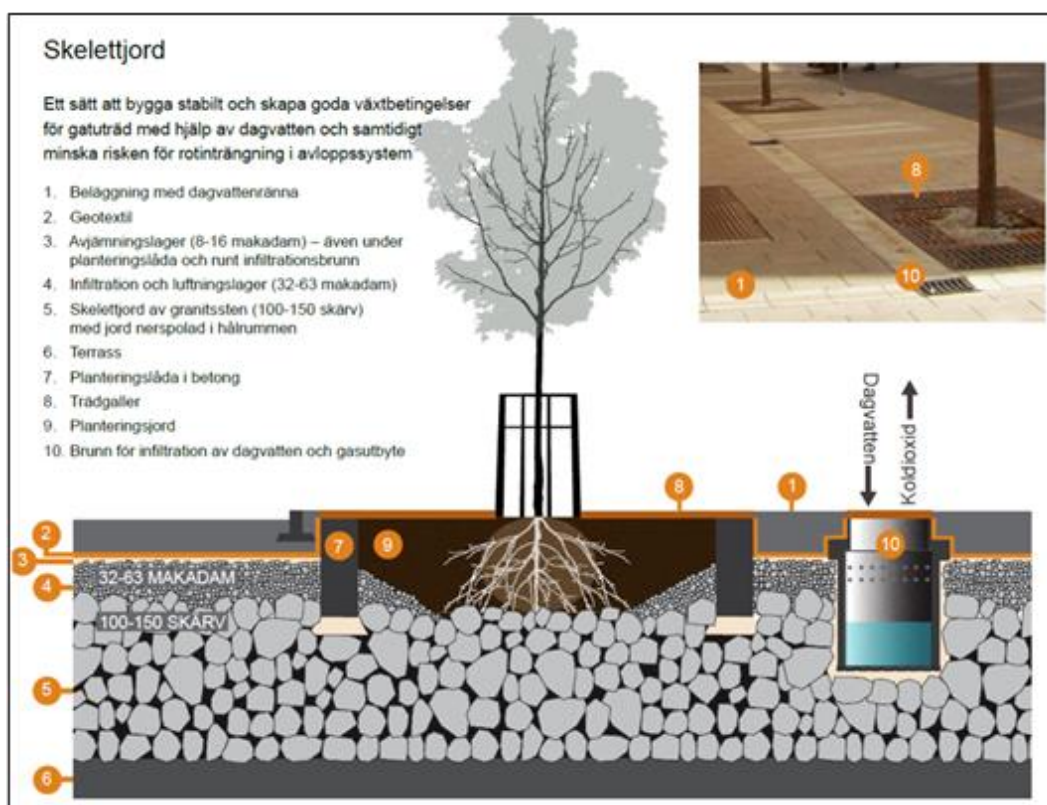 Skelettjord
Ett sätt att bygga stabilt och skapa goda växtbetingelser
för gatuträd med hjälp av dagvatten och samtidigt
minska risken för rotinträngning i avloppssystem
1. Beläggning med dagvattenränna
2. Geotextil
3. Avjämningslager (8-16 makadam) – även under
planteringslåda och runt infiltrationsbrunn
4. Infiltration och luftningslager (32-63 makadam)
5. Skelettjord av granitssten (100-150 skärv)
med jord nerspolad i hålrummen
6. Terrass
7. Planteringslåda i betong
8. Trädgaller
9. Planteringsjord
10. Brunn för infiltration av dagvatten och gasutbyte
8
10
1
Dagvatten
Koldioxid
8
1
2
7
9
10
3
32-63 MAKADAM
4
100-150 SKÄRV
5
6